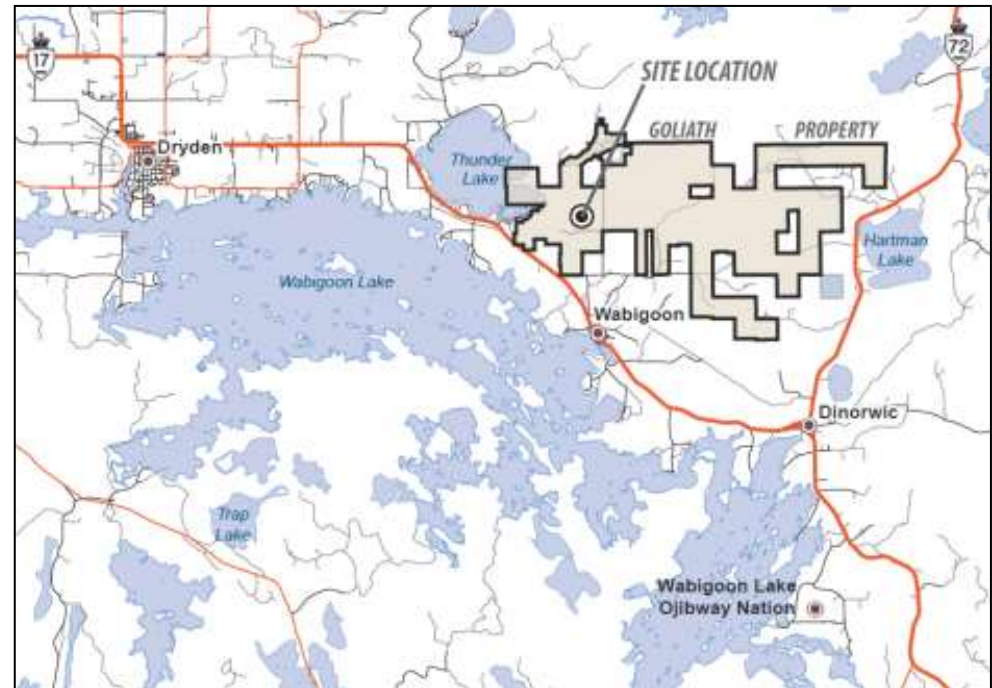 17
72
SITE LOCATION
GOLIATH PROPERTY
Dryden
Thunder
Lake
Hartman
Lake
Wabigoon Lake
Wabigoon
Dinorwic
Trap
Lake
Wabigoon Lake
Ojibway Nation